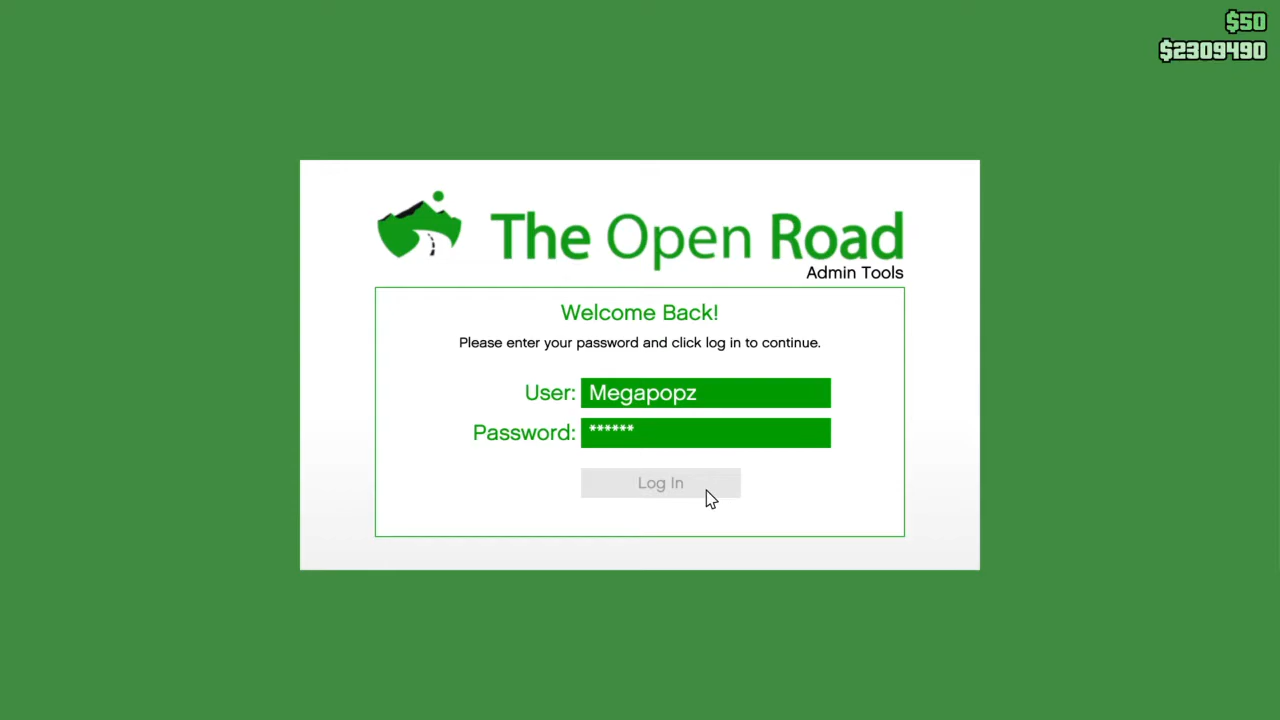 $50
$2309490
The Open Road
Admin Tools
Welcome Back!
Please enter your password and click log in to continue.
User: Megapopz
Password: ******
Log In